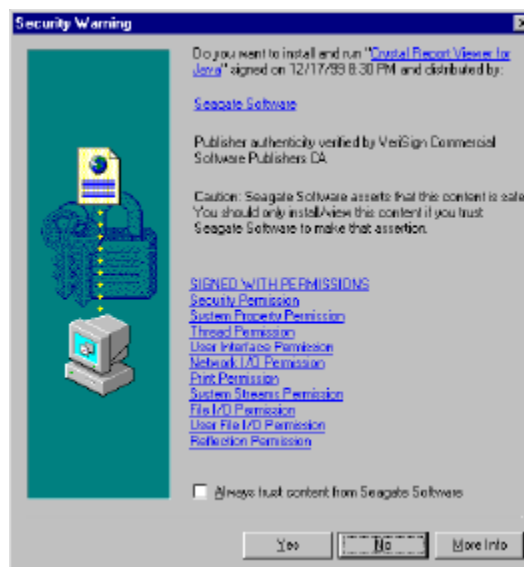 Security Warning
Do you want to install and run "Crystal Report Viewer for
Java" signed on 12/17/99 8:30 PM and distributed by:
Seagate Software
Publisher authenticity verified by VeriSign Commercial
Software Publishers CA
Caution: Seagate Software asserts that this content is safe.
You should only install/view this content if you trust
Seagate Software to make that assertion.
SIGNED WITH PERMISSIONS
Security Permission
System Property Permission
Thread Permission
User Interface Permission
Network I/O Permission
Print Permission
System Streams Permission
File I/O Permission
User File I/O Permission
Reflection Permission
Always trust content from Seagate Software
Yes No More Info